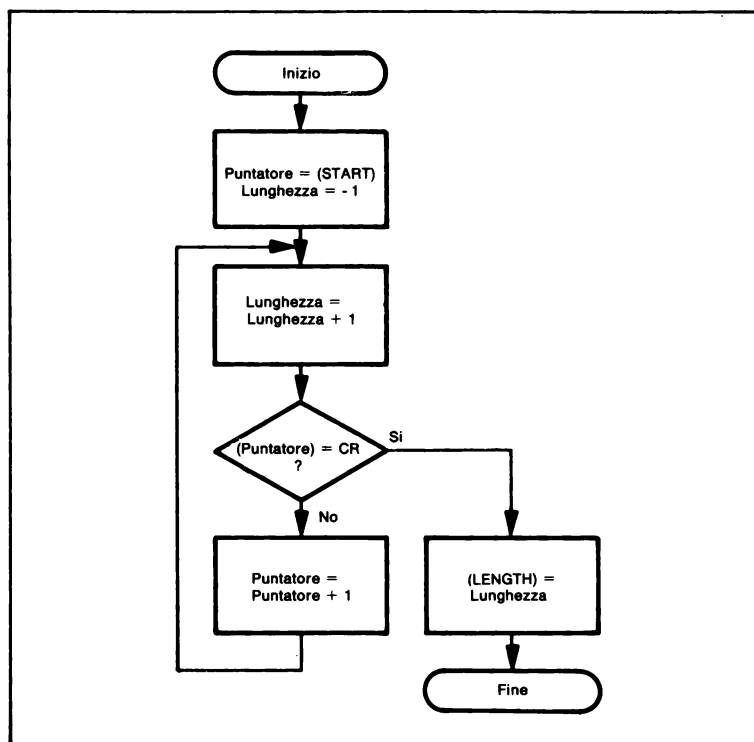 Inizio
Puntatore = (START)
Lunghezza = - 1
Lunghezza =
Lunghezza + 1
(Puntatore) = CR
?
Si
No
Puntatore =
Puntatore + 1
(LENGTH) =
Lunghezza
Fine